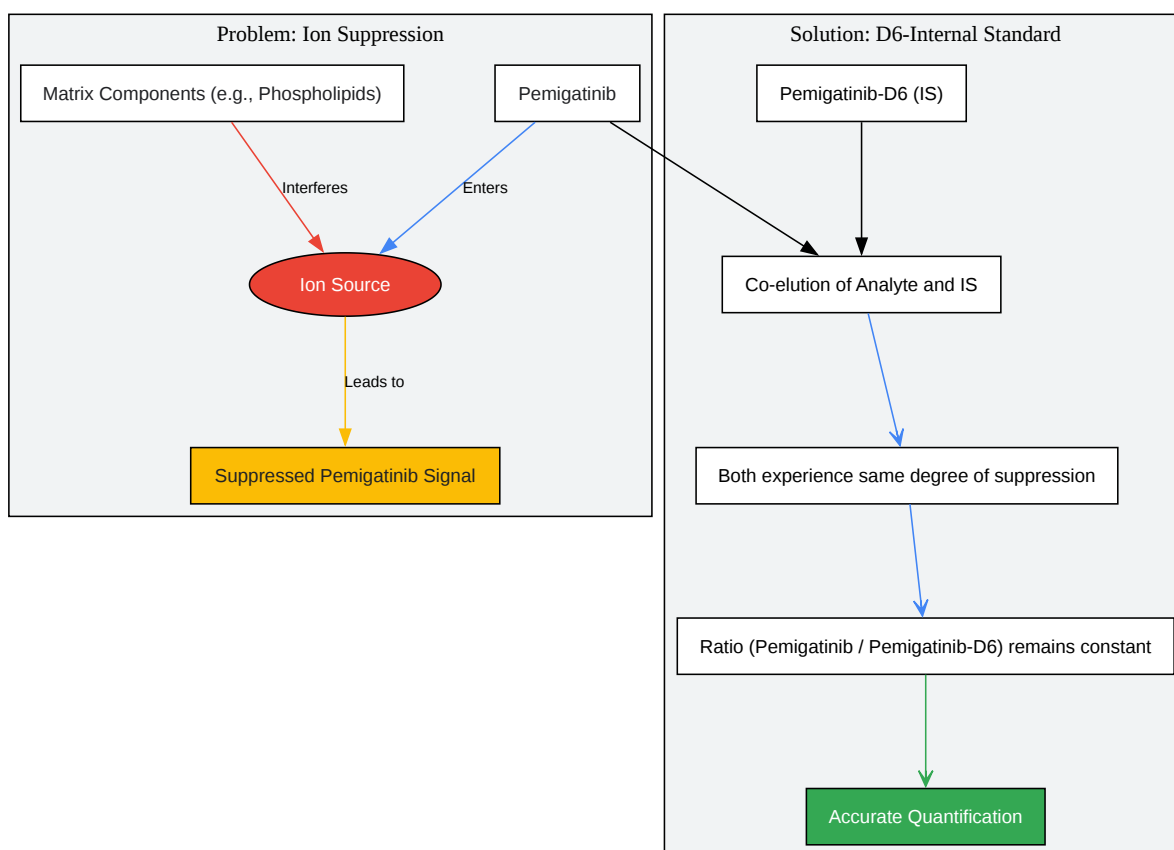 Problem: Ion Suppression
Matrix Components (e.g., Phospholipids)
Pemigatinib
Interferes
Enters
Ion Source
Leads to
Suppressed Pemigatinib Signal
Solution: D6-Internal Standard
Pemigatinib-D6 (IS)
Co-elution of Analyte and IS
Both experience same degree of suppression
Ratio (Pemigatinib / Pemigatinib-D6) remains constant
Accurate Quantification